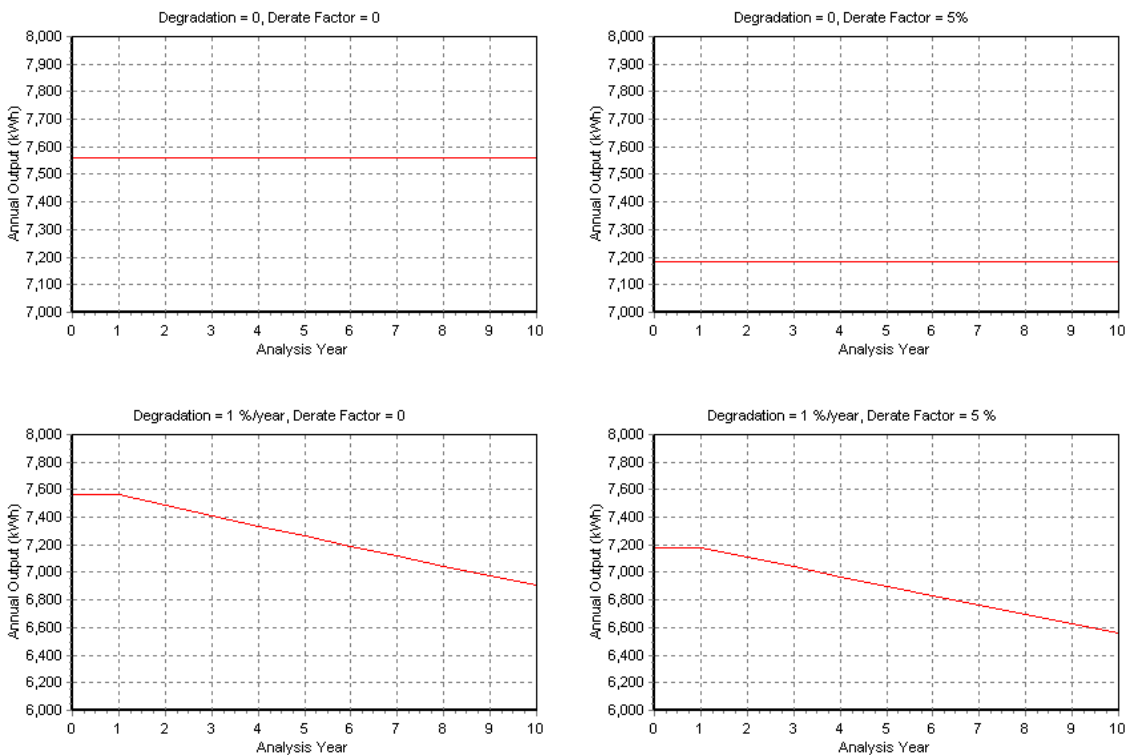 Degradation = 0, Derate Factor = 0
8,000
7,900
7,800
7,700
7,600
7,500
7,400
7,300
7,200
7,100
7,000
Annual Output (kWh)
0 1 2 3 4 5 6 7 8 9 10
Analysis Year
Degradation = 0, Derate Factor = 5%
8,000
7,900
7,800
7,700
7,600
7,500
7,400
7,300
7,200
7,100
7,000
Annual Output (kWh)
0 1 2 3 4 5 6 7 8 9 10
Analysis Year
Degradation = 1 %/year, Derate Factor = 0
8,000
7,800
7,600
7,400
7,200
7,000
6,800
6,600
6,400
6,200
6,000
Annual Output (kWh)
0 1 2 3 4 5 6 7 8 9 10
Analysis Year
Degradation = 1 %/year, Derate Factor = 5 %
8,000
7,800
7,600
7,400
7,200
7,000
6,800
6,600
6,400
6,200
6,000
Annual Output (kWh)
0 1 2 3 4 5 6 7 8 9 10
Analysis Year